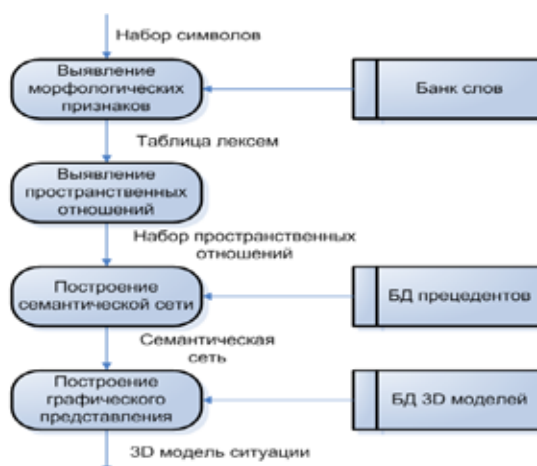 Набор символов
Выявление
морфологических
признаков
Банк слов
Таблица лексем
Выявление
пространственных
отношений
Набор пространственных
отношений
Построение
семантической сети
БД прецедентов
Семантическая
сеть
Построение
графического
представления
БД 3D моделей
3D модель ситуации